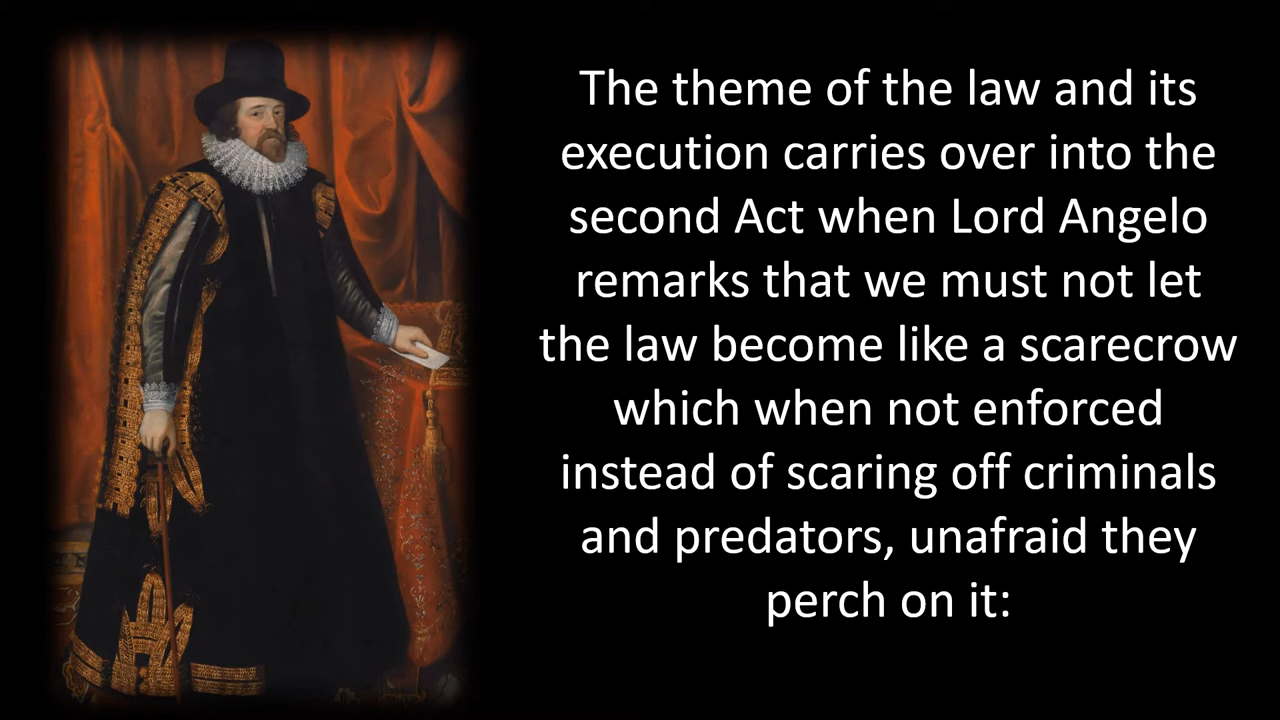 The theme of the law and its
execution carries over into the
second Act when Lord Angelo
remarks that we must not let
the law become like a scarecrow
which when not enforced
instead of scaring off criminals
and predators, unafraid they
perch on it: